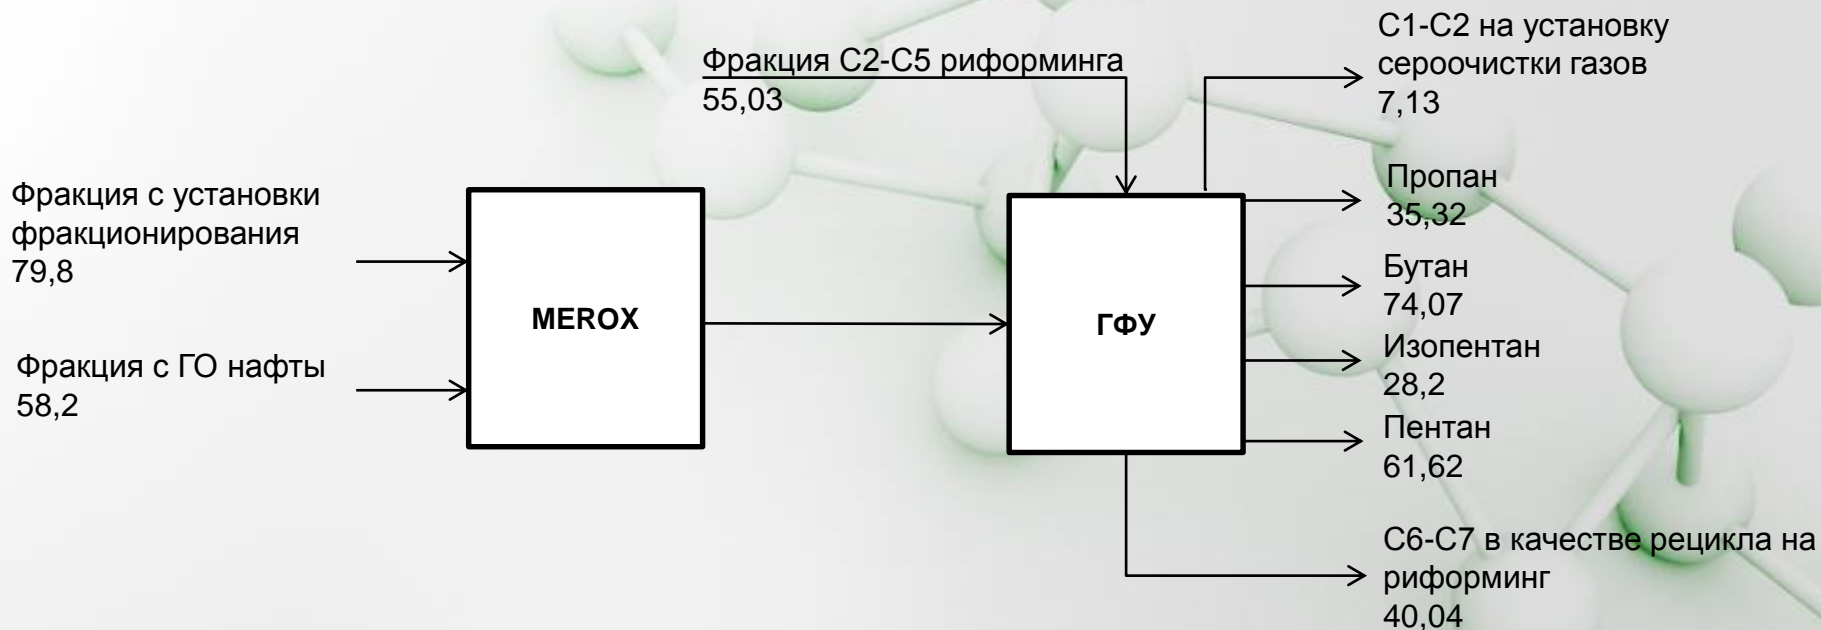 Фракция С2-С5 риформинга
55,03
С1-С2 на установку
сероочистки газов
7,13
Фракция с установки
фракционирования
79,8
Фракция с ГО нафты
58,2
MEROX
ГФУ
Пропан
35,32
Бутан
74,07
Изопентан
28,2
Пентан
61,62
С6-С7 в качестве рецикла на
риформинг
40,04